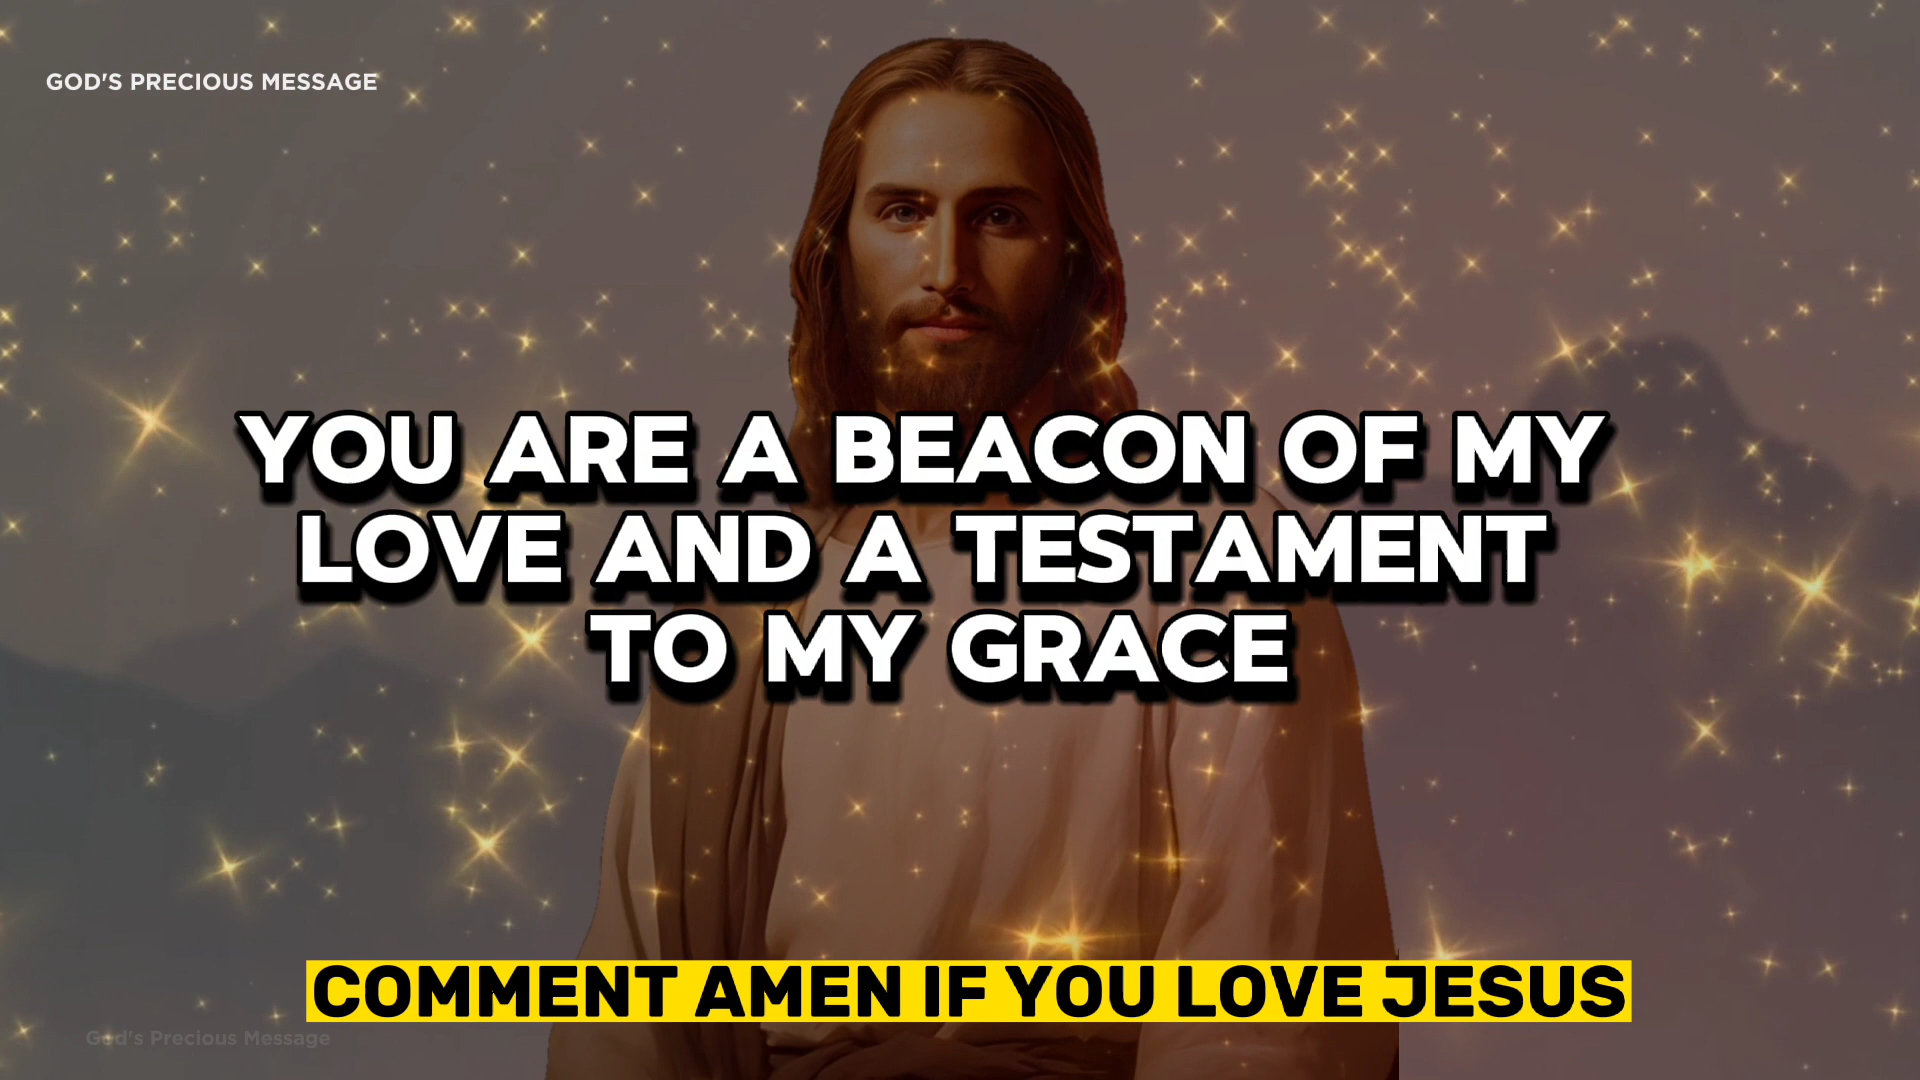 GOD'S PRECIOUS MESSAGE
YOU ARE A BEACON OF MY
LOVE AND A TESTAMENT
TO MY GRACE
COMMENT AMEN IF YOU LOVE JESUS
God's Precious Message